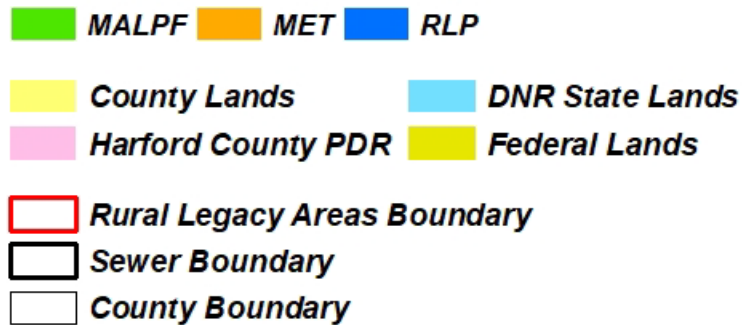 MALPF MET RLP
County Lands DNR State Lands
Harford County PDR Federal Lands
Rural Legacy Areas Boundary
Sewer Boundary
County Boundary